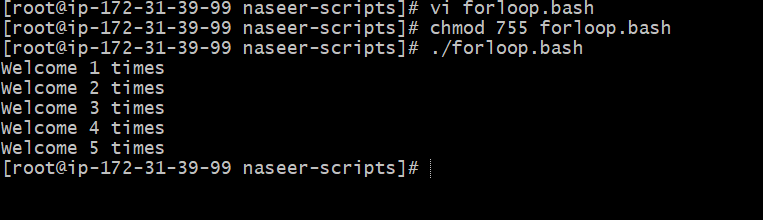 [root@ip-172-31-39-99 naseer-scripts]# vi forloop.bash
[root@ip-172-31-39-99 naseer-scripts]# chmod 755 forloop.bash
[root@ip-172-31-39-99 naseer-scripts]# ./forloop.bash
Welcome 1 times
Welcome 2 times
Welcome 3 times
Welcome 4 times
Welcome 5 times
[root@ip-172-31-39-99 naseer-scripts]#